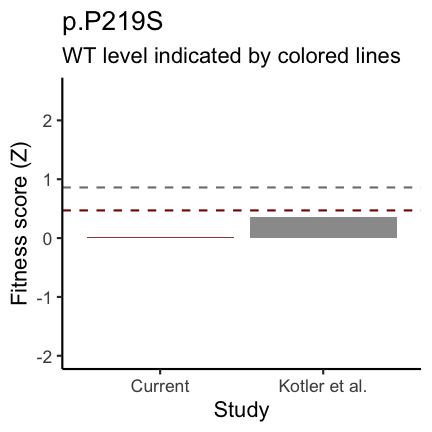 p.P219S
WT level indicated by colored lines
Fitness score (Z)
2
1
0
-1
-2
Current
Kotler et al.
Study